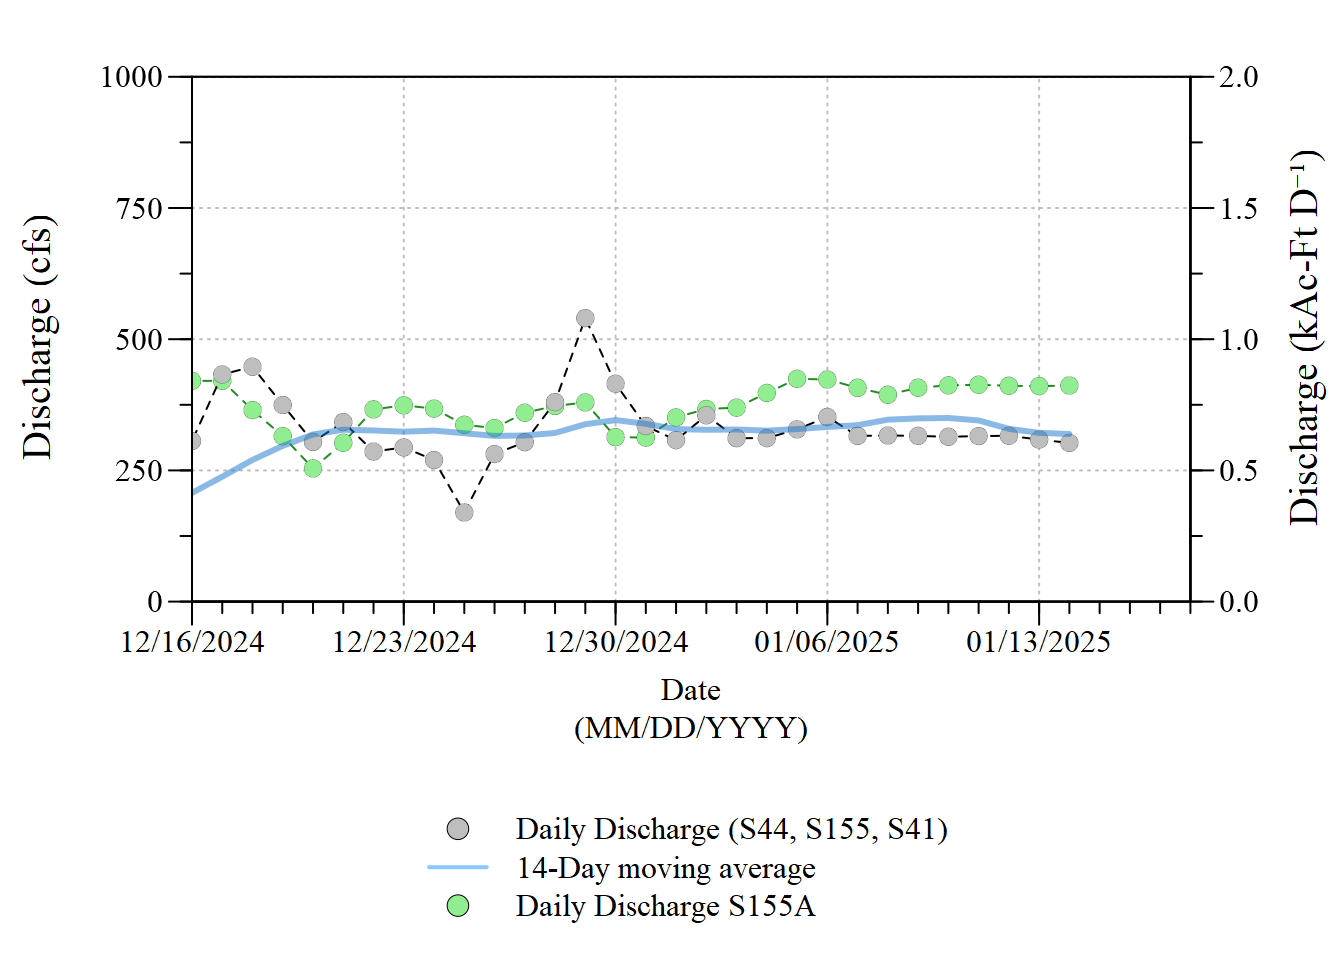 1000
750
500
250
0
Discharge (cfs)
2.0
1.5
1.0
0.5
0.0
Discharge (kAc-Ft D⁻¹)
12/16/2024
12/23/2024
12/30/2024
01/06/2025
01/13/2025
Date
(MM/DD/YYYY)
Daily Discharge (S44, S155, S41)
14-Day moving average
Daily Discharge S155A